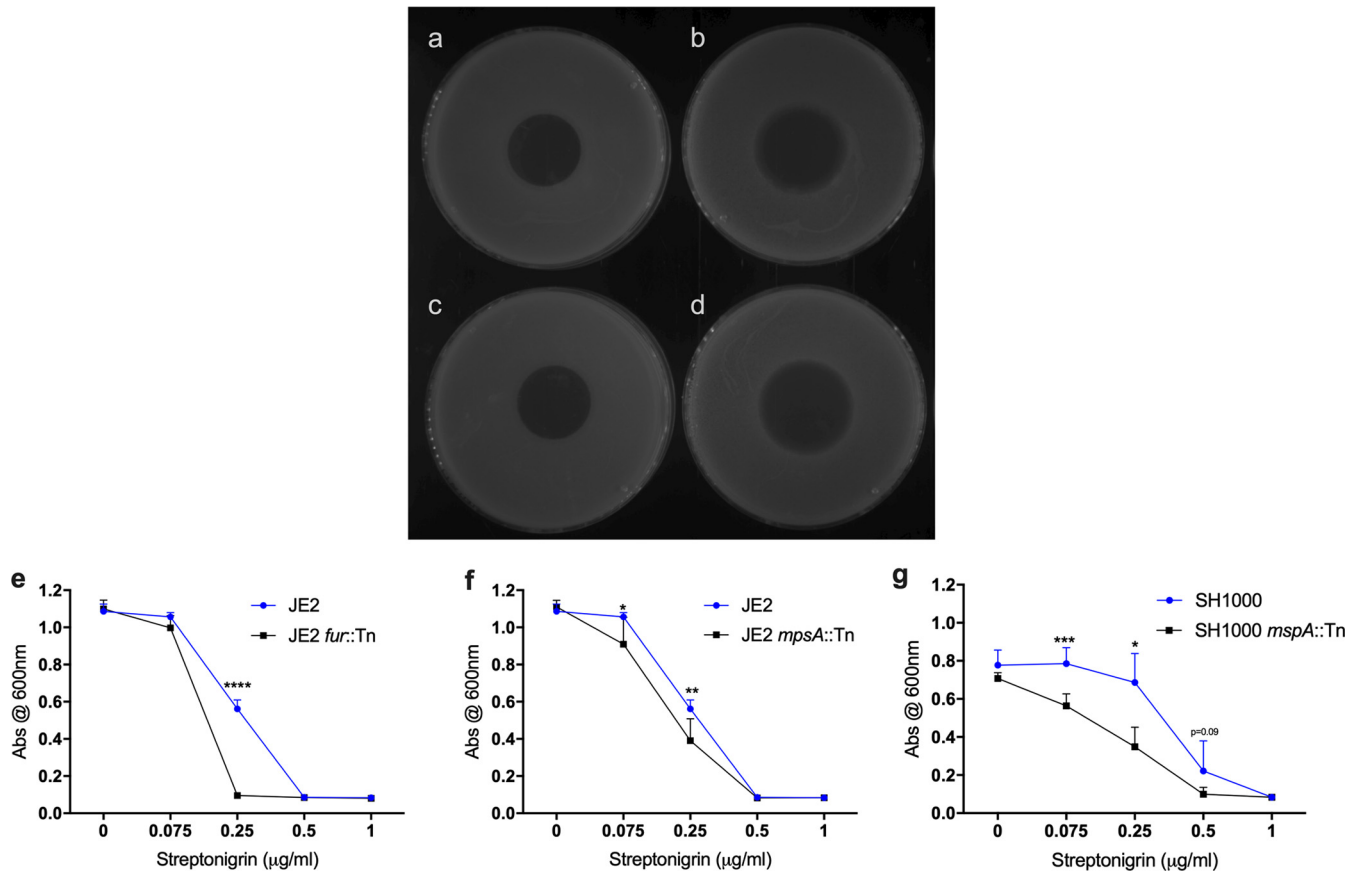 a
b
c
d
e
1.2
1.0
0.8
0.6
0.4
0.2
0.0
Abs @ 600nm
JE2
JE2 fur::Tn
****
0
0.075
0.25
0.5
1
Streptonigrin (μg/ml)
f
1.2
1.0
0.8
0.6
0.4
0.2
0.0
Abs @ 600nm
JE2
JE2 mpsA::Tn
*
**
0
0.075
0.25
0.5
1
Streptonigrin (μg/ml)
g
1.2
1.0
0.8
0.6
0.4
0.2
0.0
Abs @ 600nm
SH1000
SH1000 mspA::Tn
***
*
p=0.09
0
0.075
0.25
0.5
1
Streptonigrin (μg/ml)